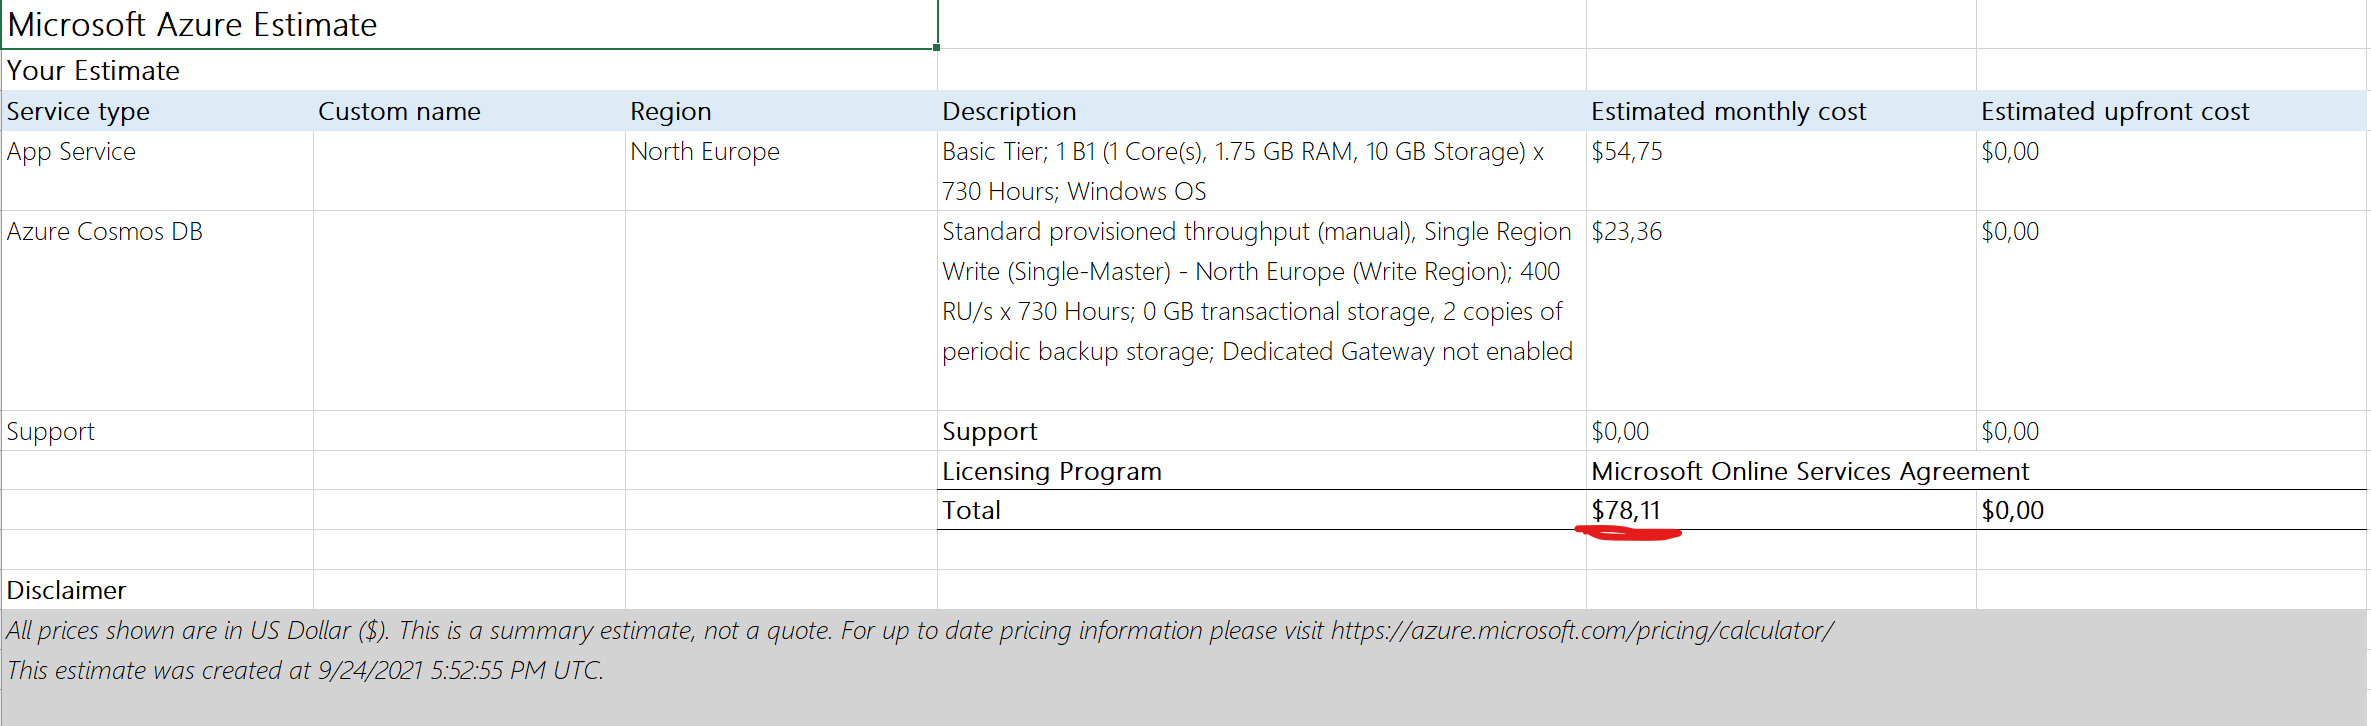 Microsoft Azure Estimate
Your Estimate
Service type Custom name Region Description Estimated monthly cost Estimated upfront cost
App Service North Europe Basic Tier; 1 B1 (1 Core(s), 1.75 GB RAM, 10 GB Storage) x $54,75 $0,00
730 Hours; Windows OS
Azure Cosmos DB Standard provisioned throughput (manual), Single Region $23,36 $0,00
Write (Single-Master) - North Europe (Write Region); 400
RU/s x 730 Hours; 0 GB transactional storage, 2 copies of
periodic backup storage; Dedicated Gateway not enabled
Support Support $0,00 $0,00
Licensing Program Microsoft Online Services Agreement
Total $78,11 $0,00
Disclaimer
All prices shown are in US Dollar ($). This is a summary estimate, not a quote. For up to date pricing information please visit https://azure.microsoft.com/pricing/calculator/
This estimate was created at 9/24/2021 5:52:55 PM UTC.